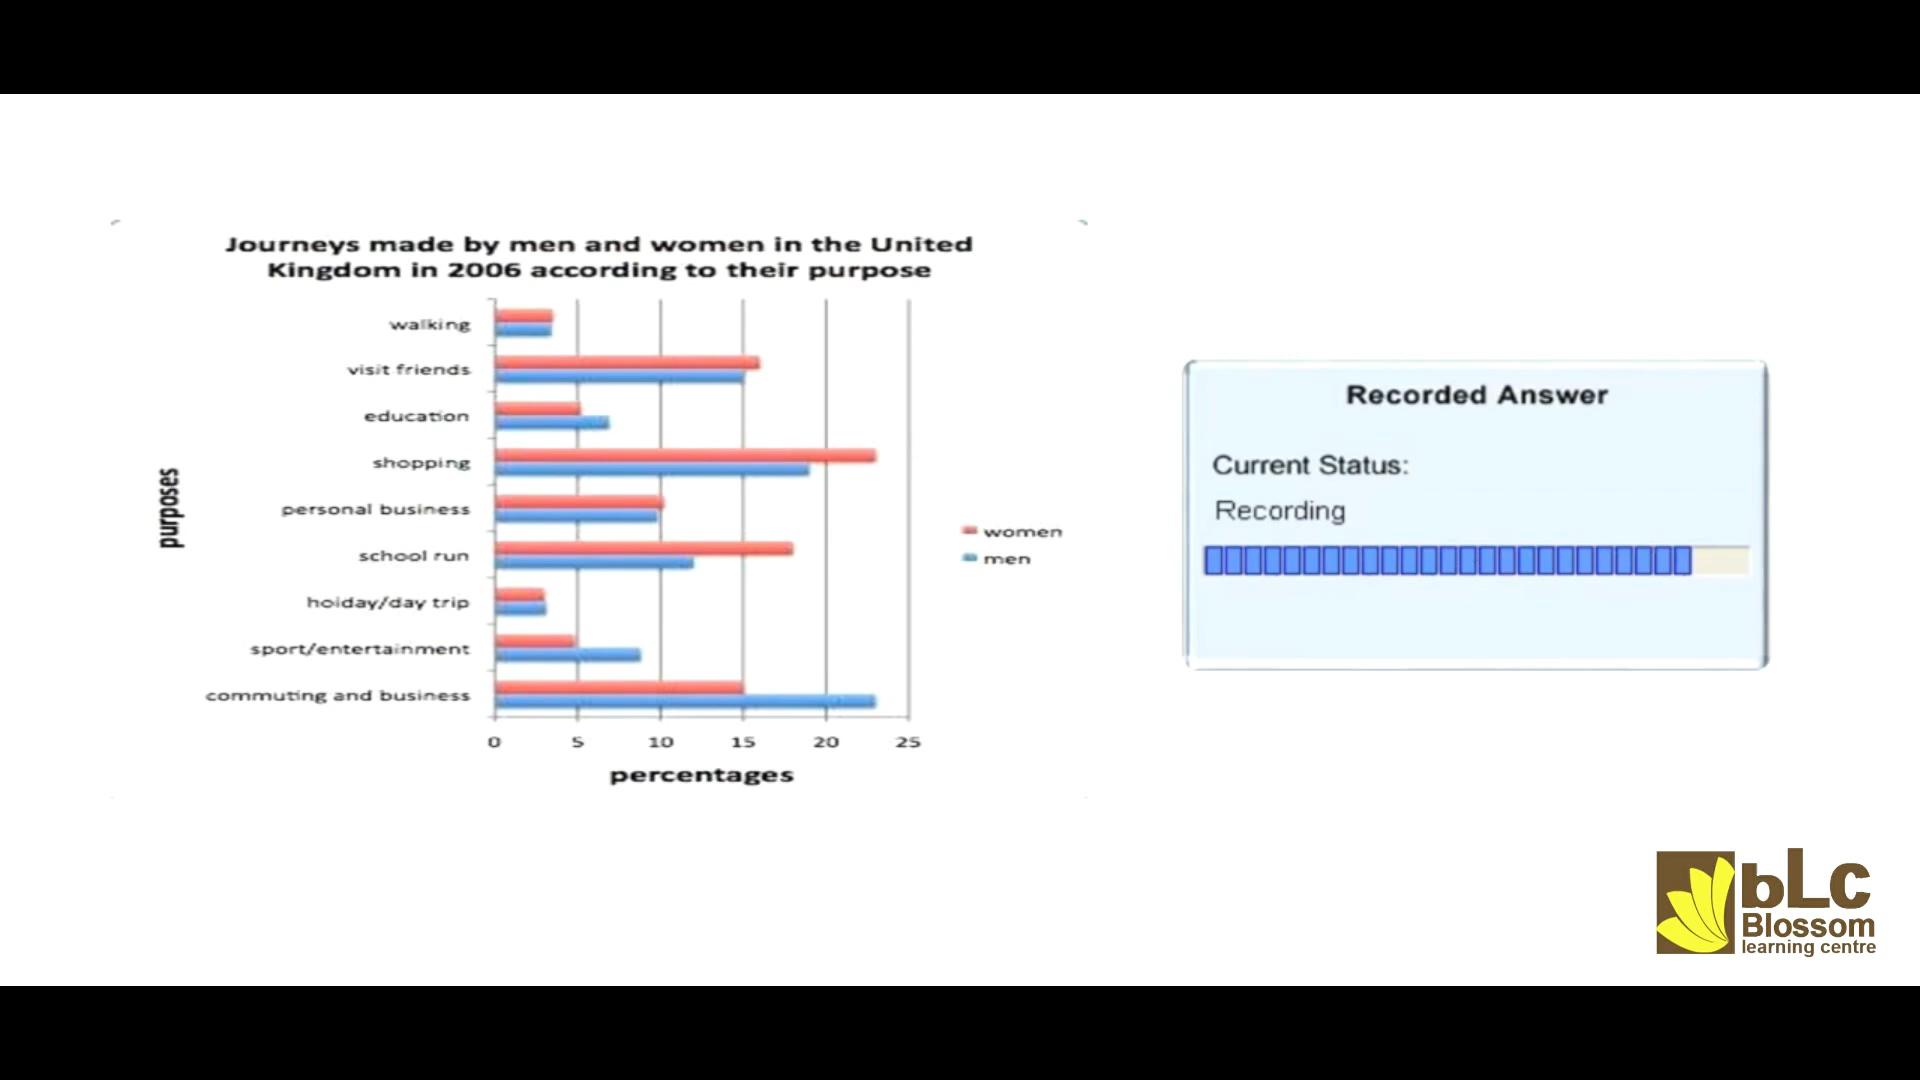 Journeys made by men and women in the United
Kingdom in 2006 according to their purpose
walking
visit friends
education
shopping
personal business
school run
hoiday/day trip
sport/entertainment
commuting and business
purposes
0 5 10 15 20 25
percentages
women
men
Recorded Answer
Current Status:
Recording
bLc
Blossom
learning centre